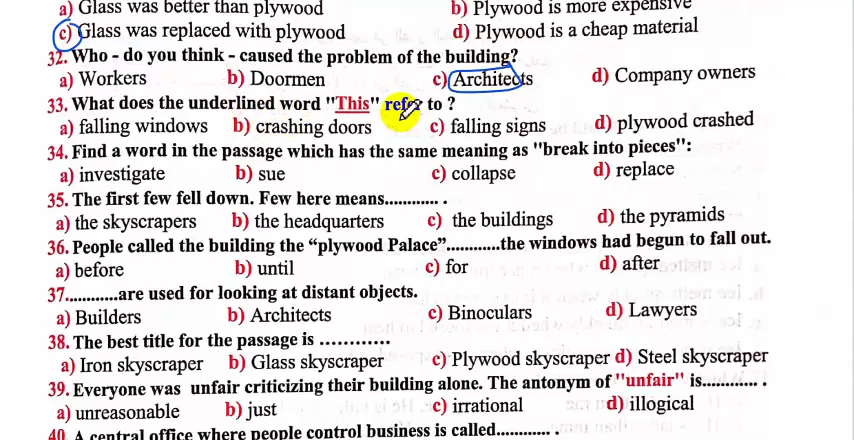 a) Glass was better than plywood b) Plywood is more expensive
c) Glass was replaced with plywood d) Plywood is a cheap material
32. Who - do you think - caused the problem of the building?
a) Workers b) Doormen c) Architects d) Company owners
33. What does the underlined word "This" refer to ?
a) falling windows b) crashing doors c) falling signs d) plywood crashed
34. Find a word in the passage which has the same meaning as "break into pieces":
a) investigate b) sue c) collapse d) replace
35. The first few fell down. Few here means............. .
a) the skyscrapers b) the headquarters c) the buildings d) the pyramids
36. People called the building the “plywood Palace”............the windows had begun to fall out.
a) before b) until c) for d) after
37.............are used for looking at distant objects.
a) Builders b) Architects c) Binoculars d) Lawyers
38. The best title for the passage is ............
a) Iron skyscraper b) Glass skyscraper c) Plywood skyscraper d) Steel skyscraper
39. Everyone was unfair criticizing their building alone. The antonym of "unfair" is............ .
a) unreasonable b) just c) irrational d) illogical
40. A central office where people control business is called............. .